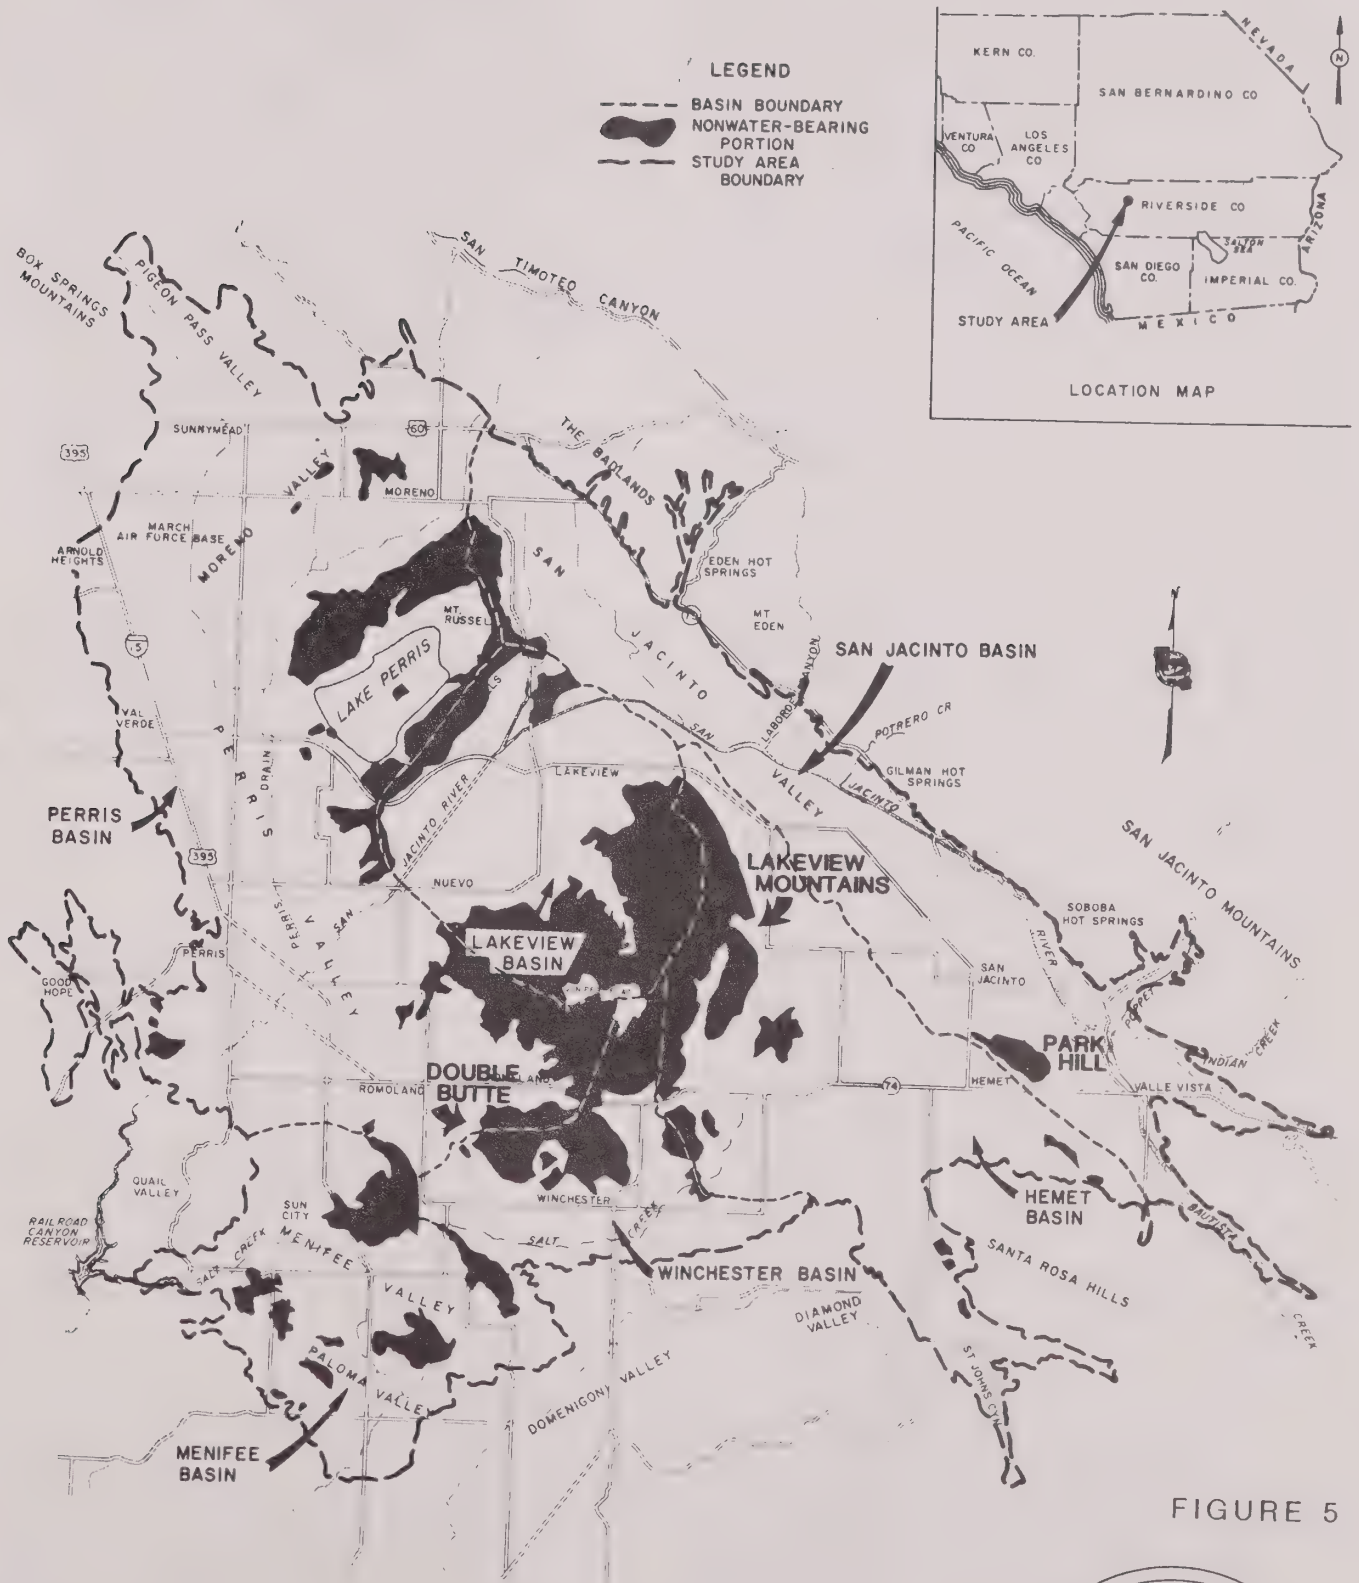 LEGEND
BASIN BOUNDARY
NONWATER-BEARING
PORTION
STUDY AREA
BOUNDARY
NEVADA
N
KERN CO.
SAN BERNARDINO CO
VENTURA
CO
LOS
ANGELES
CO
RIVERSIDE CO
ARIZONA
PACIFIC OCEAN
SALTON
SEA
SAN DIEGO
CO.
IMPERIAL CO.
STUDY AREA
MEXICO
LOCATION MAP
BOX SPRINGS
MOUNTAINS
PIGEON PASS VALLEY
SAN TIMOTEO CANYON
SUNNYMEAD
60
THE BADLANDS
395
MORENO VALLEY
MORENO
MARCH
AIR FORCE BASE
ARNOLD
HEIGHTS
EDEN HOT
SPRINGS
MT.
RUSSEL
MT
EDEN
SAN JACINTO VALLEY
SAN JACINTO BASIN
LAKE PERRIS
POTRERO CR
VAL
VERDE
PERRIS VALLEY
PERRIS DRAIN
SAN JACINTO RIVER
LAKEVIEW
GILMAN HOT
SPRINGS
SAN JACINTO RIVER
PERRIS
BASIN
395
SAN JACINTO MOUNTAINS
LAKEVIEW
MOUNTAINS
NUEVO
SOBOBA
HOT SPRINGS
LAKEVIEW
BASIN
PERRIS
GOOD
HOPE
SAN
JACINTO
POPPET
INDIAN CREEK
PARK
HILL
DOUBLE
BUTTE
ROMOLAND
74
HEMET
VALLE VISTA
QUAIL
VALLEY
SUN
CITY
WINCHESTER
HEMET
BASIN
BAUTISTA CREEK
RAILROAD
CANYON
RESERVOIR
SALT CREEK
MENIFEE VALLEY
SALT CREEK
SANTA ROSA HILLS
WINCHESTER BASIN
DIAMOND
VALLEY
PALOMA VALLEY
DOMENIGONI VALLEY
ST JOHNS CYN
MENIFEE
BASIN
FIGURE 5